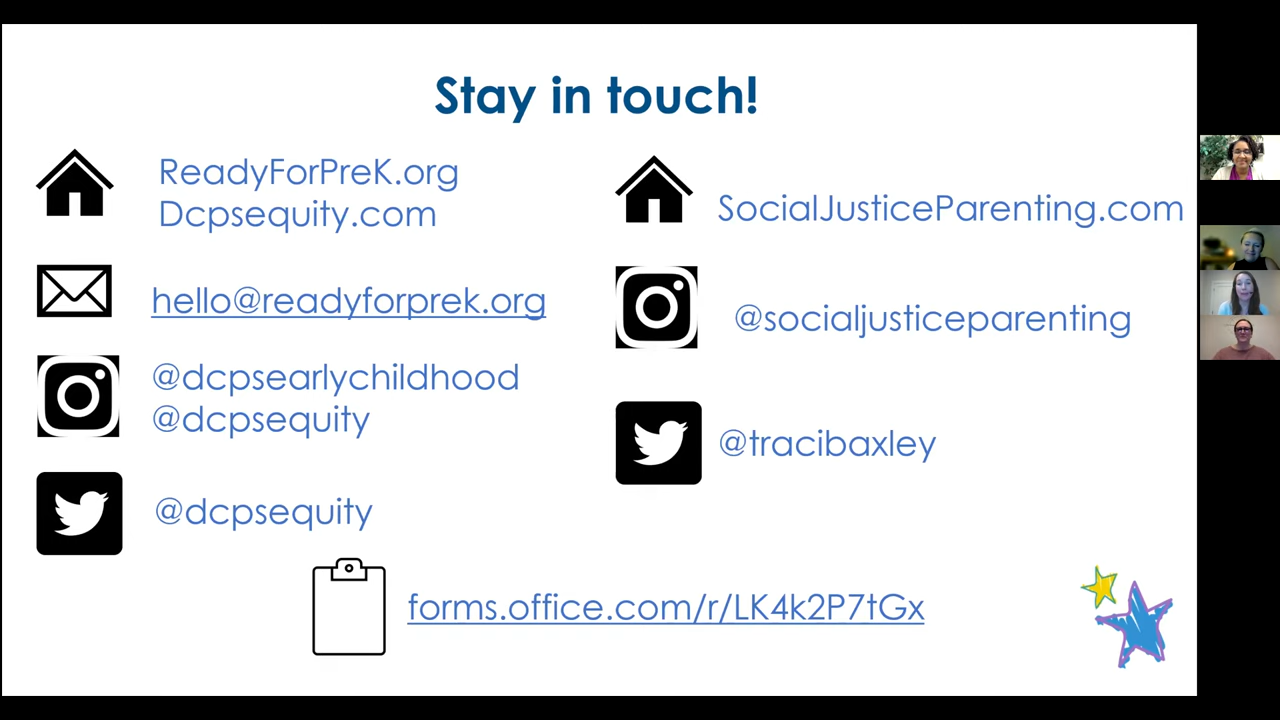 Stay in touch!
ReadyForPreK.org
Dcpsequity.com
hello@readyforprek.org
@dcpsearlychildhood
@dcpsequity
@dcpsequity
SocialJusticeParenting.com
@socialjusticeparenting
@tracibaxley
forms.office.com/r/LK4k2P7tGx